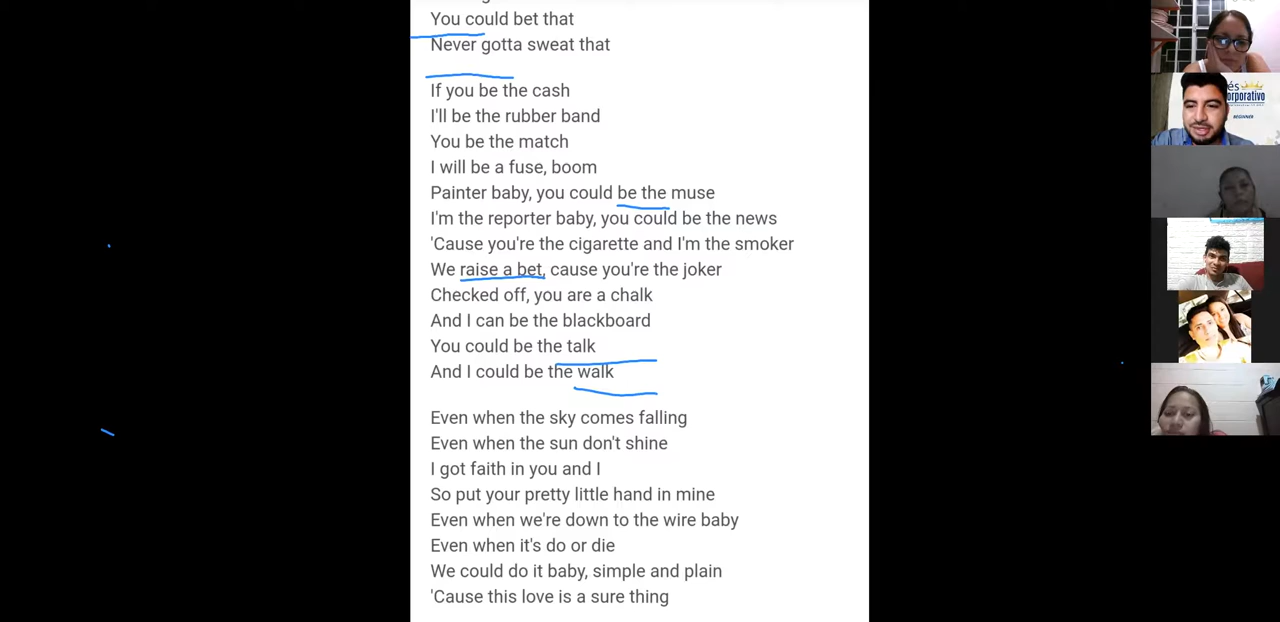 You could bet that
Never gotta sweat that
If you be the cash
I'll be the rubber band
You be the match
I will be a fuse, boom
Painter baby, you could be the muse
I'm the reporter baby, you could be the news
'Cause you're the cigarette and I'm the smoker
We raise a bet, cause you're the joker
Checked off, you are a chalk
And I can be the blackboard
You could be the talk
And I could be the walk
Even when the sky comes falling
Even when the sun don't shine
I got faith in you and I
So put your pretty little hand in mine
Even when we're down to the wire baby
Even when it's do or die
We could do it baby, simple and plain
'Cause this love is a sure thing
és
orporativo
BEGINNER